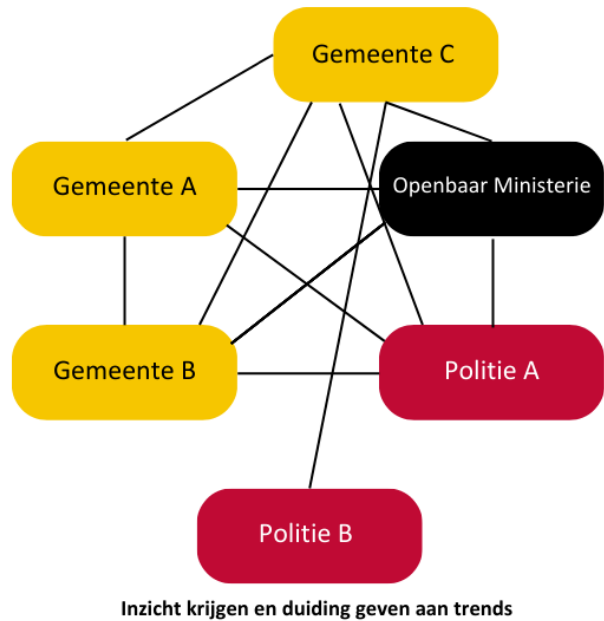 Gemeente C
Gemeente A
Openbaar Ministerie
Gemeente B
Politie A
Politie B
Inzicht krijgen en duiding geven aan trends